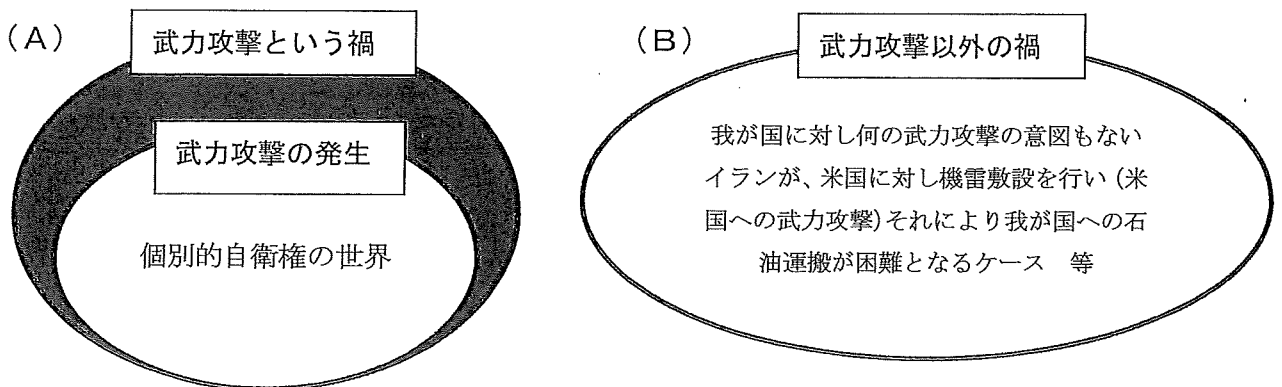 (A)
武力攻撃という禍
武力攻撃の発生
個別的自衛権の世界
(B)
武力攻撃以外の禍
我が国に対し何の武力攻撃の意図もない
イランが、米国に対し機雷敷設を行い(米
国への武力攻撃)それにより我が国への石
油運搬が困難となるケース　等